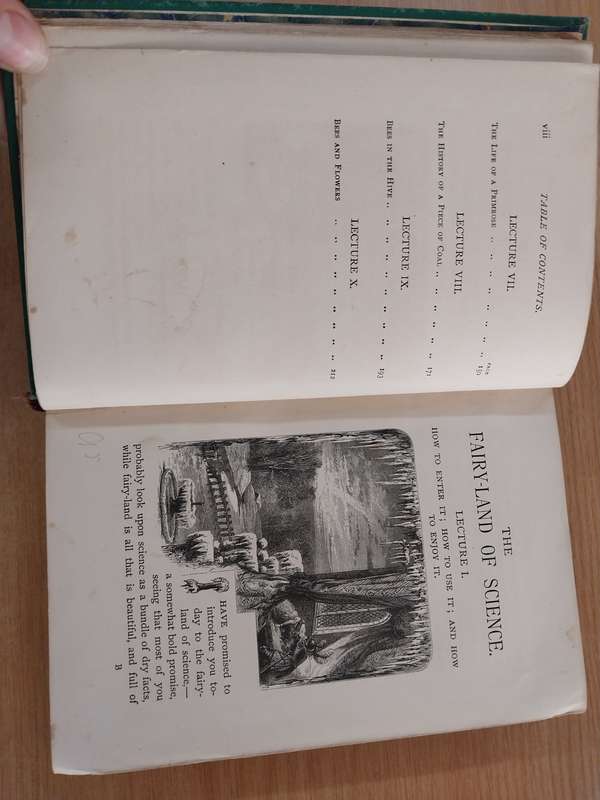 viii TABLE OF CONTENTS.
LECTURE VII.
PAGE
THE LIFE OF A PRIMROSE .. .. .. .. .. .. .. 150
LECTURE VIII.
THE HISTORY OF A PIECE OF COAL .. .. .. .. .. 171
LECTURE IX.
BEES IN THE HIVE .. .. .. .. .. .. .. .. .. 193
LECTURE X.
BEES AND FLOWERS .. .. .. .. .. .. .. .. .. 212
THE
FAIRY-LAND OF SCIENCE.
LECTURE I.
HOW TO ENTER IT; HOW TO USE IT; AND HOW
TO ENJOY IT.
I HAVE promised to
introduce you to-
day to the fairy-
land of science,—
a somewhat bold promise,
seeing that most of you
probably look upon science as a bundle of dry facts,
while fairy-land is all that is beautiful, and full of
B